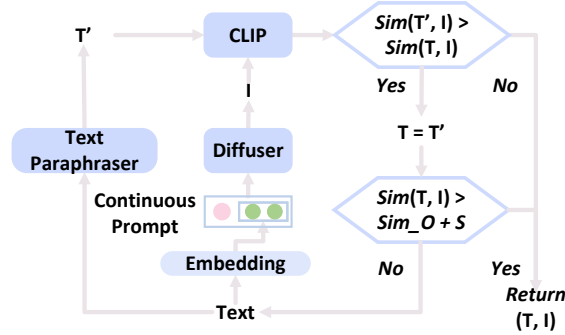 T’
CLIP
Sim(T’, I) >
Sim(T, I)
I
Yes
No
Text
Paraphraser
Diffuser
T = T’
Continuous
Prompt
Sim(T, I) >
Sim_O + S
Embedding
No
Yes
Text
Return
(T, I)